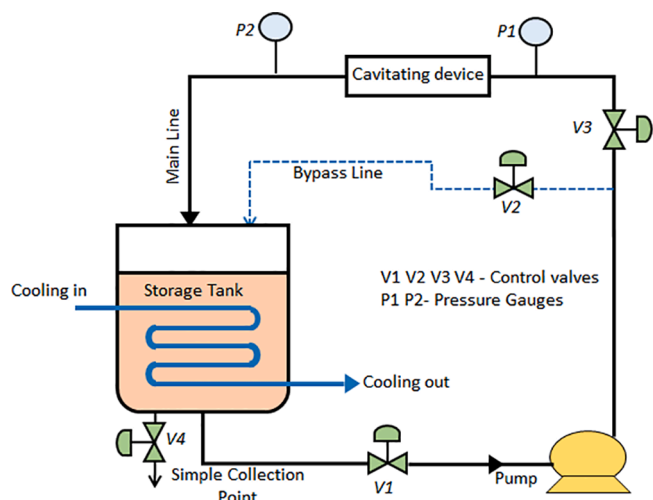 P2
P1
Cavitating device
V3
Main Line
Bypass Line
V2
V1 V2 V3 V4 - Control valves
P1 P2- Pressure Gauges
Cooling in
Storage Tank
Cooling out
V4
Simple Collection
Point
V1
Pump